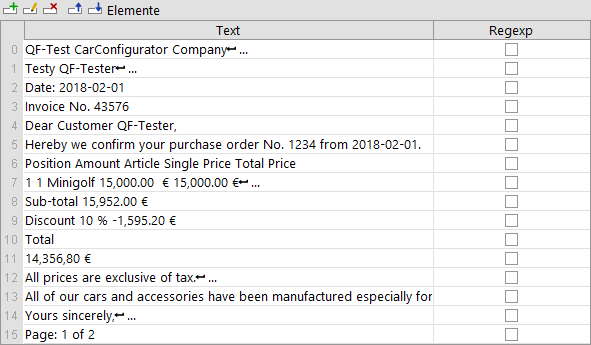 Elemente
Text Regexp
0 QF-Test CarConfigurator Company↵ ...
1 Testy QF-Tester↵ ...
2 Date: 2018-02-01
3 Invoice No. 43576
4 Dear Customer QF-Tester,
5 Hereby we confirm your purchase order No. 1234 from 2018-02-01.
6 Position Amount Article Single Price Total Price
7 1 1 Minigolf 15,000.00 € 15,000.00 €↵ ...
8 Sub-total 15,952.00 €
9 Discount 10 % -1,595.20 €
10 Total
11 14,356,80 €
12 All prices are exclusive of tax.↵ ...
13 All of our cars and accessories have been manufactured especially for
14 Yours sincerely,↵ ...
15 Page: 1 of 2